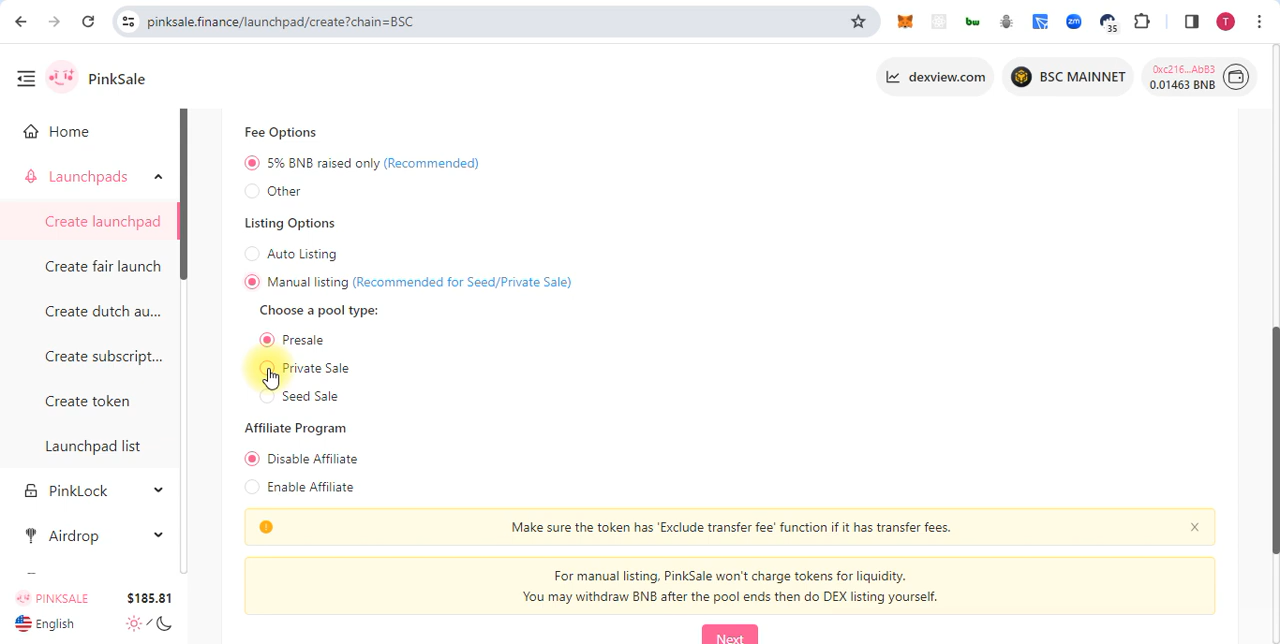 pinksale.finance/launchpad/create?chain=BSC
bw
zm
35
T
PinkSale
dexview.com
BSC MAINNET
0xc216...AbB3
0.01463 BNB
Home
Launchpads
Create launchpad
Create fair launch
Create dutch au...
Create subscript...
Create token
Launchpad list
PinkLock
Airdrop
PINKSALE
$185.81
English
Fee Options
5% BNB raised only (Recommended)
Other
Listing Options
Auto Listing
Manual listing (Recommended for Seed/Private Sale)
Choose a pool type:
Presale
Private Sale
Seed Sale
Affiliate Program
Disable Affiliate
Enable Affiliate
Make sure the token has 'Exclude transfer fee' function if it has transfer fees.
For manual listing, PinkSale won't charge tokens for liquidity.
You may withdraw BNB after the pool ends then do DEX listing yourself.
Next